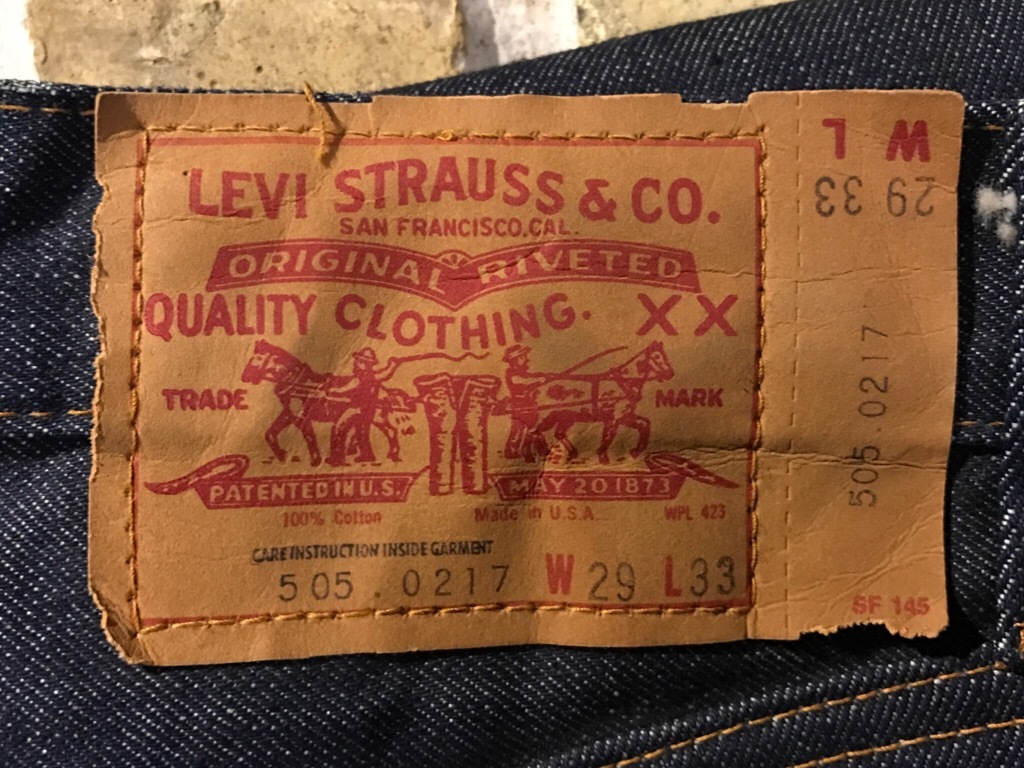 LEVI STRAUSS & CO.
SAN FRANCISCO, CAL.
ORIGINAL RIVETED
QUALITY CLOTHING. XX
TRADE MARK
PATENTED IN U.S. MAY 20 1873
100% Cotton Made in U.S.A. WPL 423
CARE INSTRUCTION INSIDE GARMENT
505.0217 W 29 L 33
W L
29 33
505.0217
SF 145